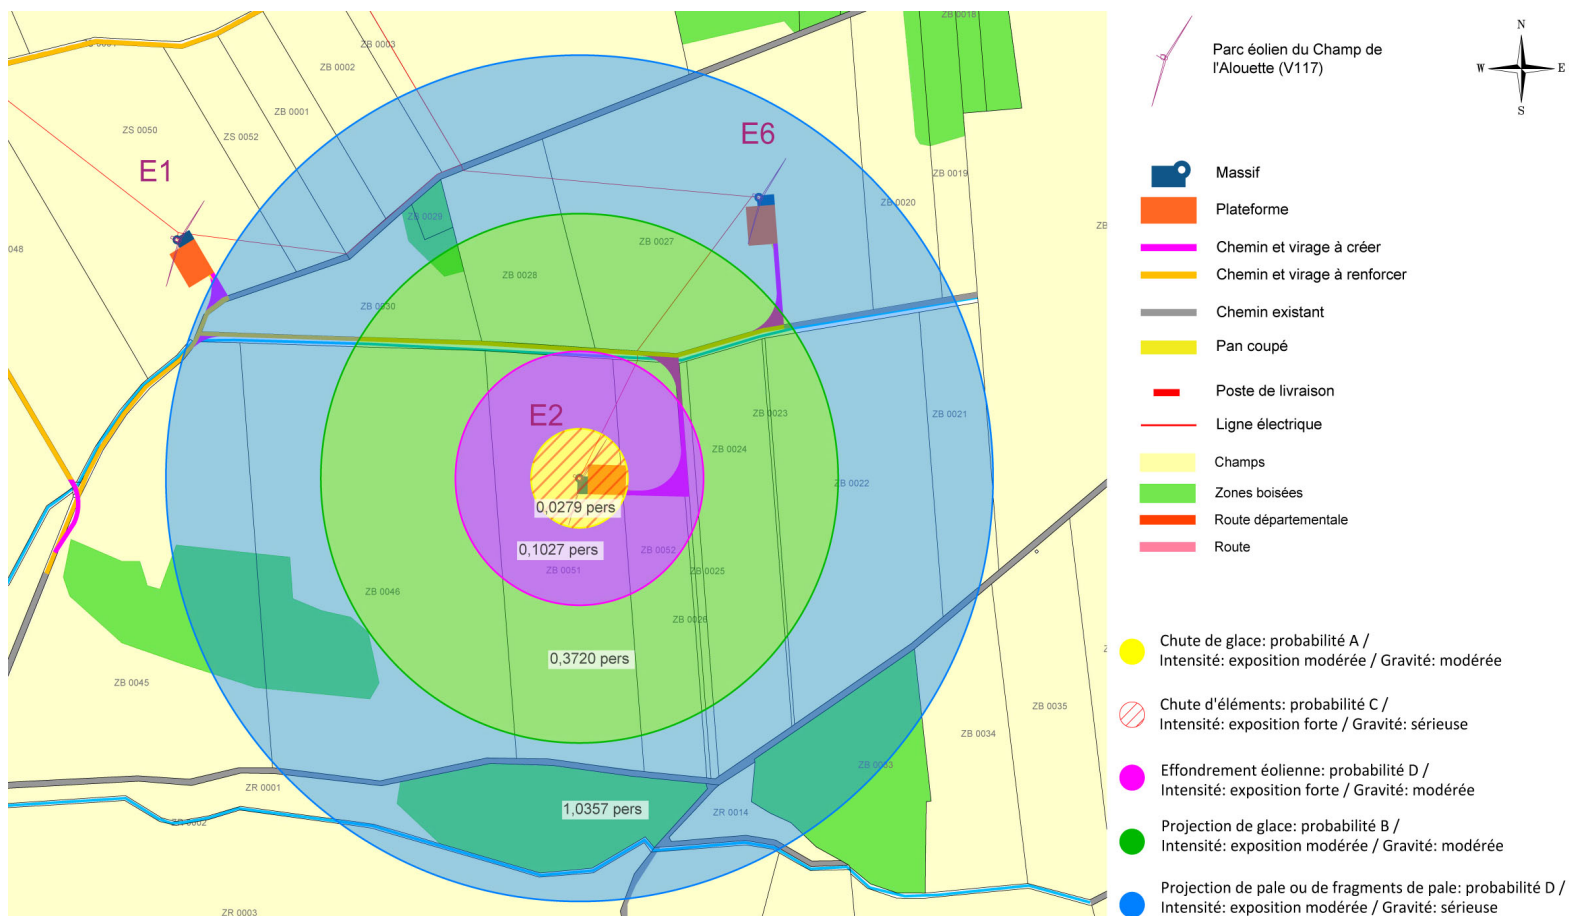 ZB 0003
ZB 0002
ZB 0001
ZS 0050
ZS 0052
ZB 0018
E1
E6
ZB 0019
ZB 0020
ZB 0029
ZB 0027
ZB 0028
ZB 0030
048
E2
ZB 0023
ZB 0021
ZB 0024
ZB 0022
0,0279 pers
0,1027 pers
ZB 0052
ZB 0051
ZB 0025
ZB 0046
ZB 0026
0,3720 pers
ZB 0045
ZB 0035
ZB 0034
ZB 0033
ZR 0001
1,0357 pers
ZR 0014
ZR 0002
ZR 0003
Parc éolien du Champ de
l'Alouette (V117)
N
W
E
S
Massif
Plateforme
Chemin et virage à créer
Chemin et virage à renforcer
Chemin existant
Pan coupé
Poste de livraison
Ligne électrique
Champs
Zones boisées
Route départementale
Route
Chute de glace: probabilité A /
Intensité: exposition modérée / Gravité: modérée
Chute d'éléments: probabilité C /
Intensité: exposition forte / Gravité: sérieuse
Effondrement éolienne: probabilité D /
Intensité: exposition forte / Gravité: modérée
Projection de glace: probabilité B /
Intensité: exposition modérée / Gravité: modérée
Projection de pale ou de fragments de pale: probabilité D /
Intensité: exposition modérée / Gravité: sérieuse